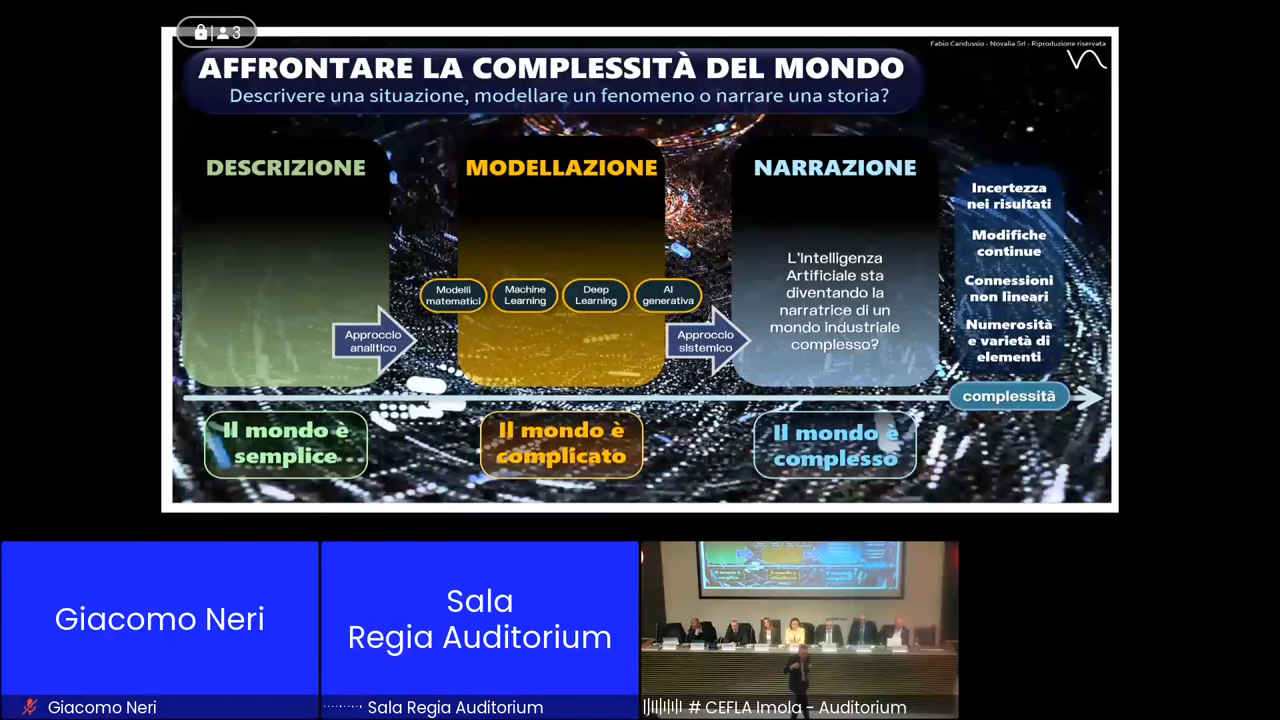 3
Fabio Candussio - Novalia Srl - Riproduzione riservata
AFFRONTARE LA COMPLESSITÀ DEL MONDO
Descrivere una situazione, modellare un fenomeno o narrare una storia?
DESCRIZIONE
MODELLAZIONE
NARRAZIONE
Incertezza
nei risultati
Modifiche
continue
Connessioni
non lineari
Numerosità
e varietà di
elementi
L'Intelligenza
Artificiale sta
diventando la
narratrice di un
mondo industriale
complesso?
Modelli
matematici
Machine
Learning
Deep
Learning
AI
generativa
Approccio
analitico
Approccio
sistemico
complessità
Il mondo è
semplice
Il mondo è
complicato
Il mondo è
complesso
Giacomo Neri
Sala
Regia Auditorium
Giacomo Neri
Sala Regia Auditorium
# CEFLA Imola - Auditorium